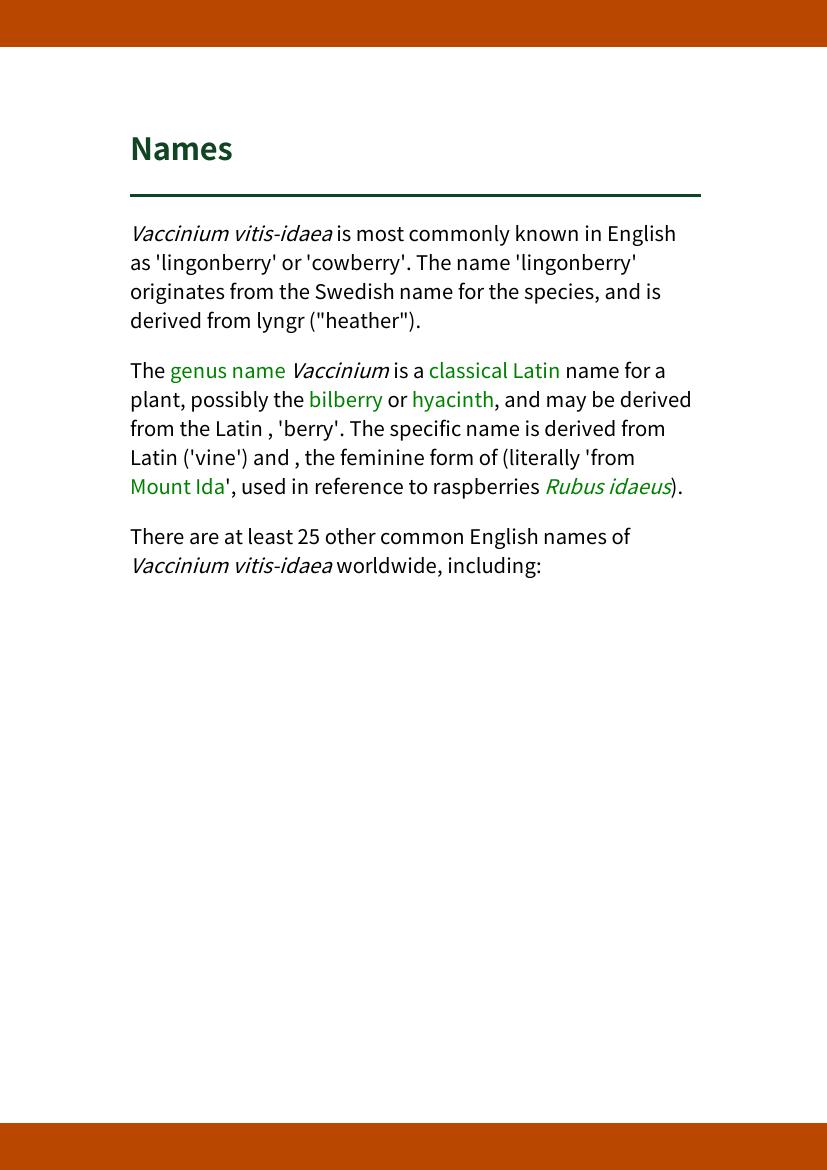 Names
Vaccinium vitis-idaea is most commonly known in English
as 'lingonberry' or 'cowberry'. The name 'lingonberry'
originates from the Swedish name for the species, and is
derived from lyngr ("heather").
The genus name Vaccinium is a classical Latin name for a
plant, possibly the bilberry or hyacinth, and may be derived
from the Latin , 'berry'. The specific name is derived from
Latin ('vine') and , the feminine form of (literally 'from
Mount Ida', used in reference to raspberries Rubus idaeus).
There are at least 25 other common English names of
Vaccinium vitis-idaea worldwide, including: